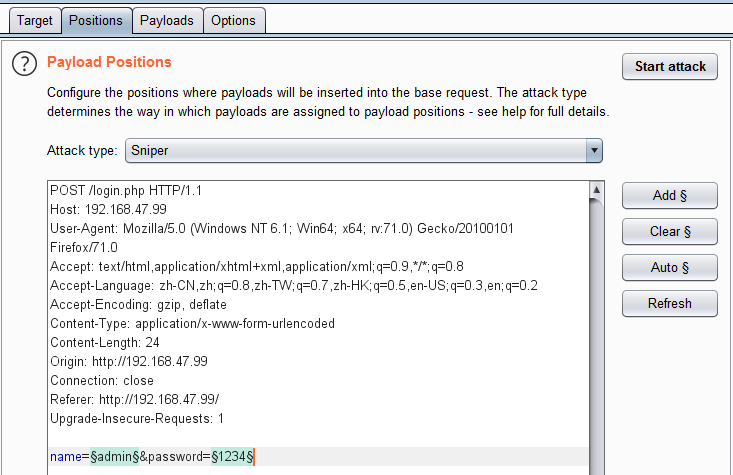 Target Positions Payloads Options
? Payload Positions Start attack
Configure the positions where payloads will be inserted into the base request. The attack type
determines the way in which payloads are assigned to payload positions - see help for full details.
Attack type: Sniper
POST /login.php HTTP/1.1
Host: 192.168.47.99
User-Agent: Mozilla/5.0 (Windows NT 6.1; Win64; x64; rv:71.0) Gecko/20100101
Firefox/71.0
Accept: text/html,application/xhtml+xml,application/xml;q=0.9,*/*;q=0.8
Accept-Language: zh-CN,zh;q=0.8,zh-TW;q=0.7,zh-HK;q=0.5,en-US;q=0.3,en;q=0.2
Accept-Encoding: gzip, deflate
Content-Type: application/x-www-form-urlencoded
Content-Length: 24
Origin: http://192.168.47.99
Connection: close
Referer: http://192.168.47.99/
Upgrade-Insecure-Requests: 1
name=§admin§&password=§1234§
Add §
Clear §
Auto §
Refresh